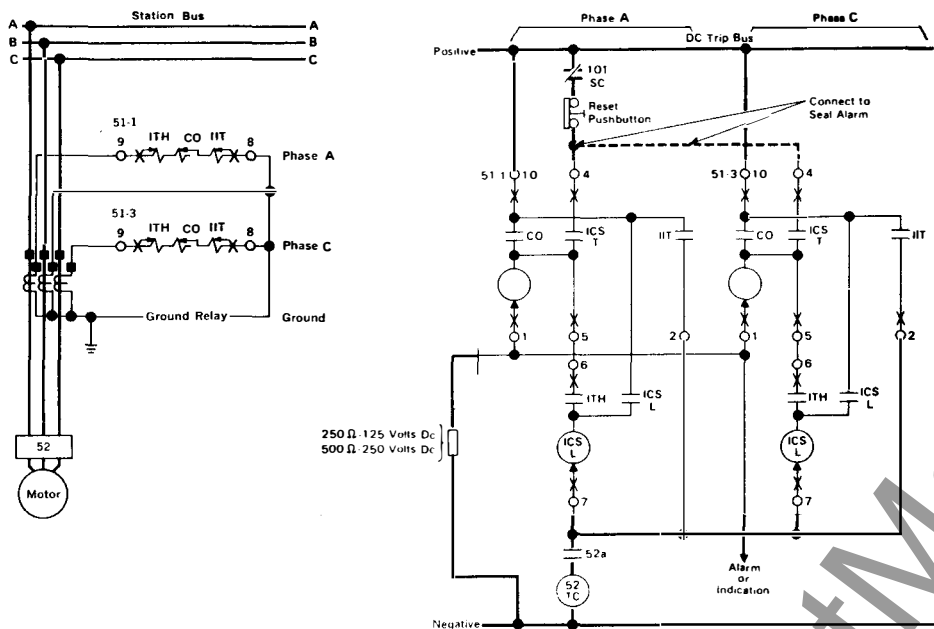 Station Bus
A A
B B
C C
51-1
9 ITH CO IIT 8
Phase A
51-3
9 ITH CO IIT 8
Phase C
Ground Relay Ground
52
Motor
Phase A Phase C
DC Trip Bus
Positive
101
SC
Reset
Pushbutton
Connect to
Seal Alarm
51 1 10 4 51-3 10 4
CO ICS
T IIT CO ICS
T IIT
1 5 2 1 5 2
6 6
ITH ICS
L ITH ICS
L
250 Ω-125 Volts Dc
500 Ω-250 Volts Dc
ICS
L ICS
L
7 7
52a
Alarm
or
Indication
52
TC
Negative